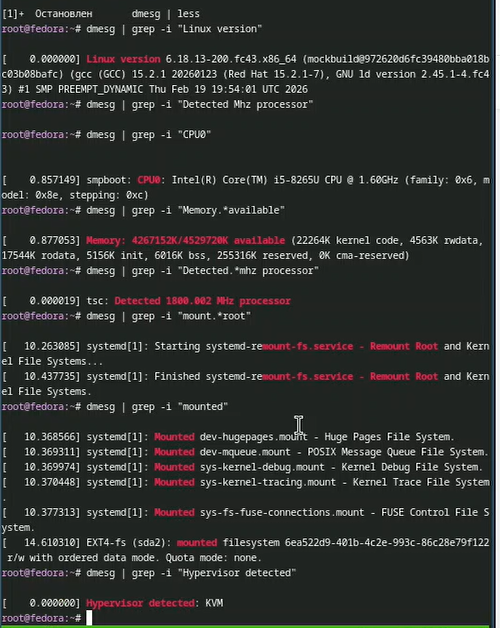 [1]+  Остановлен       dmesg | less
root@fedora:~# dmesg | grep -i "Linux version"
[    0.000000] Linux version 6.18.13-200.fc43.x86_64 (mockbuild@972620d6fc39480bba018b
c03b08bafc) (gcc (GCC) 15.2.1 20260123 (Red Hat 15.2.1-7), GNU ld version 2.45.1-4.fc4
3) #1 SMP PREEMPT_DYNAMIC Thu Feb 19 19:54:01 UTC 2026
root@fedora:~# dmesg | grep -i "Detected Mhz processor"
root@fedora:~# dmesg | grep -i "CPU0"
[    0.857149] smpboot: CPU0: Intel(R) Core(TM) i5-8265U CPU @ 1.60GHz (family: 0x6, m
odel: 0x8e, stepping: 0xc)
root@fedora:~# dmesg | grep -i "Memory.*available"
[    0.877053] Memory: 4267152K/4529720K available (22264K kernel code, 4563K rwdata,
17544K rodata, 5156K init, 6016K bss, 255316K reserved, 0K cma-reserved)
root@fedora:~# dmesg | grep -i "Detected.*mhz processor"
[    0.000019] tsc: Detected 1800.002 MHz processor
root@fedora:~# dmesg | grep -i "mount.*root"
[   10.263085] systemd[1]: Starting systemd-remount-fs.service - Remount Root and Kern
el File Systems...
[   10.437735] systemd[1]: Finished systemd-remount-fs.service - Remount Root and Kern
el File Systems.
root@fedora:~# dmesg | grep -i "mounted"
[   10.368566] systemd[1]: Mounted dev-hugepages.mount - Huge Pages File System.
[   10.369311] systemd[1]: Mounted dev-mqueue.mount - POSIX Message Queue File System.
[   10.369974] systemd[1]: Mounted sys-kernel-debug.mount - Kernel Debug File System.
[   10.370448] systemd[1]: Mounted sys-kernel-tracing.mount - Kernel Trace File System
.
[   10.377313] systemd[1]: Mounted sys-fs-fuse-connections.mount - FUSE Control File S
ystem.
[   14.610310] EXT4-fs (sda2): mounted filesystem 6ea522d9-401b-4c2e-993c-86c28e79f122
 r/w with ordered data mode. Quota mode: none.
root@fedora:~# dmesg | grep -i "Hypervisor detected"
[    0.000000] Hypervisor detected: KVM
root@fedora:~#